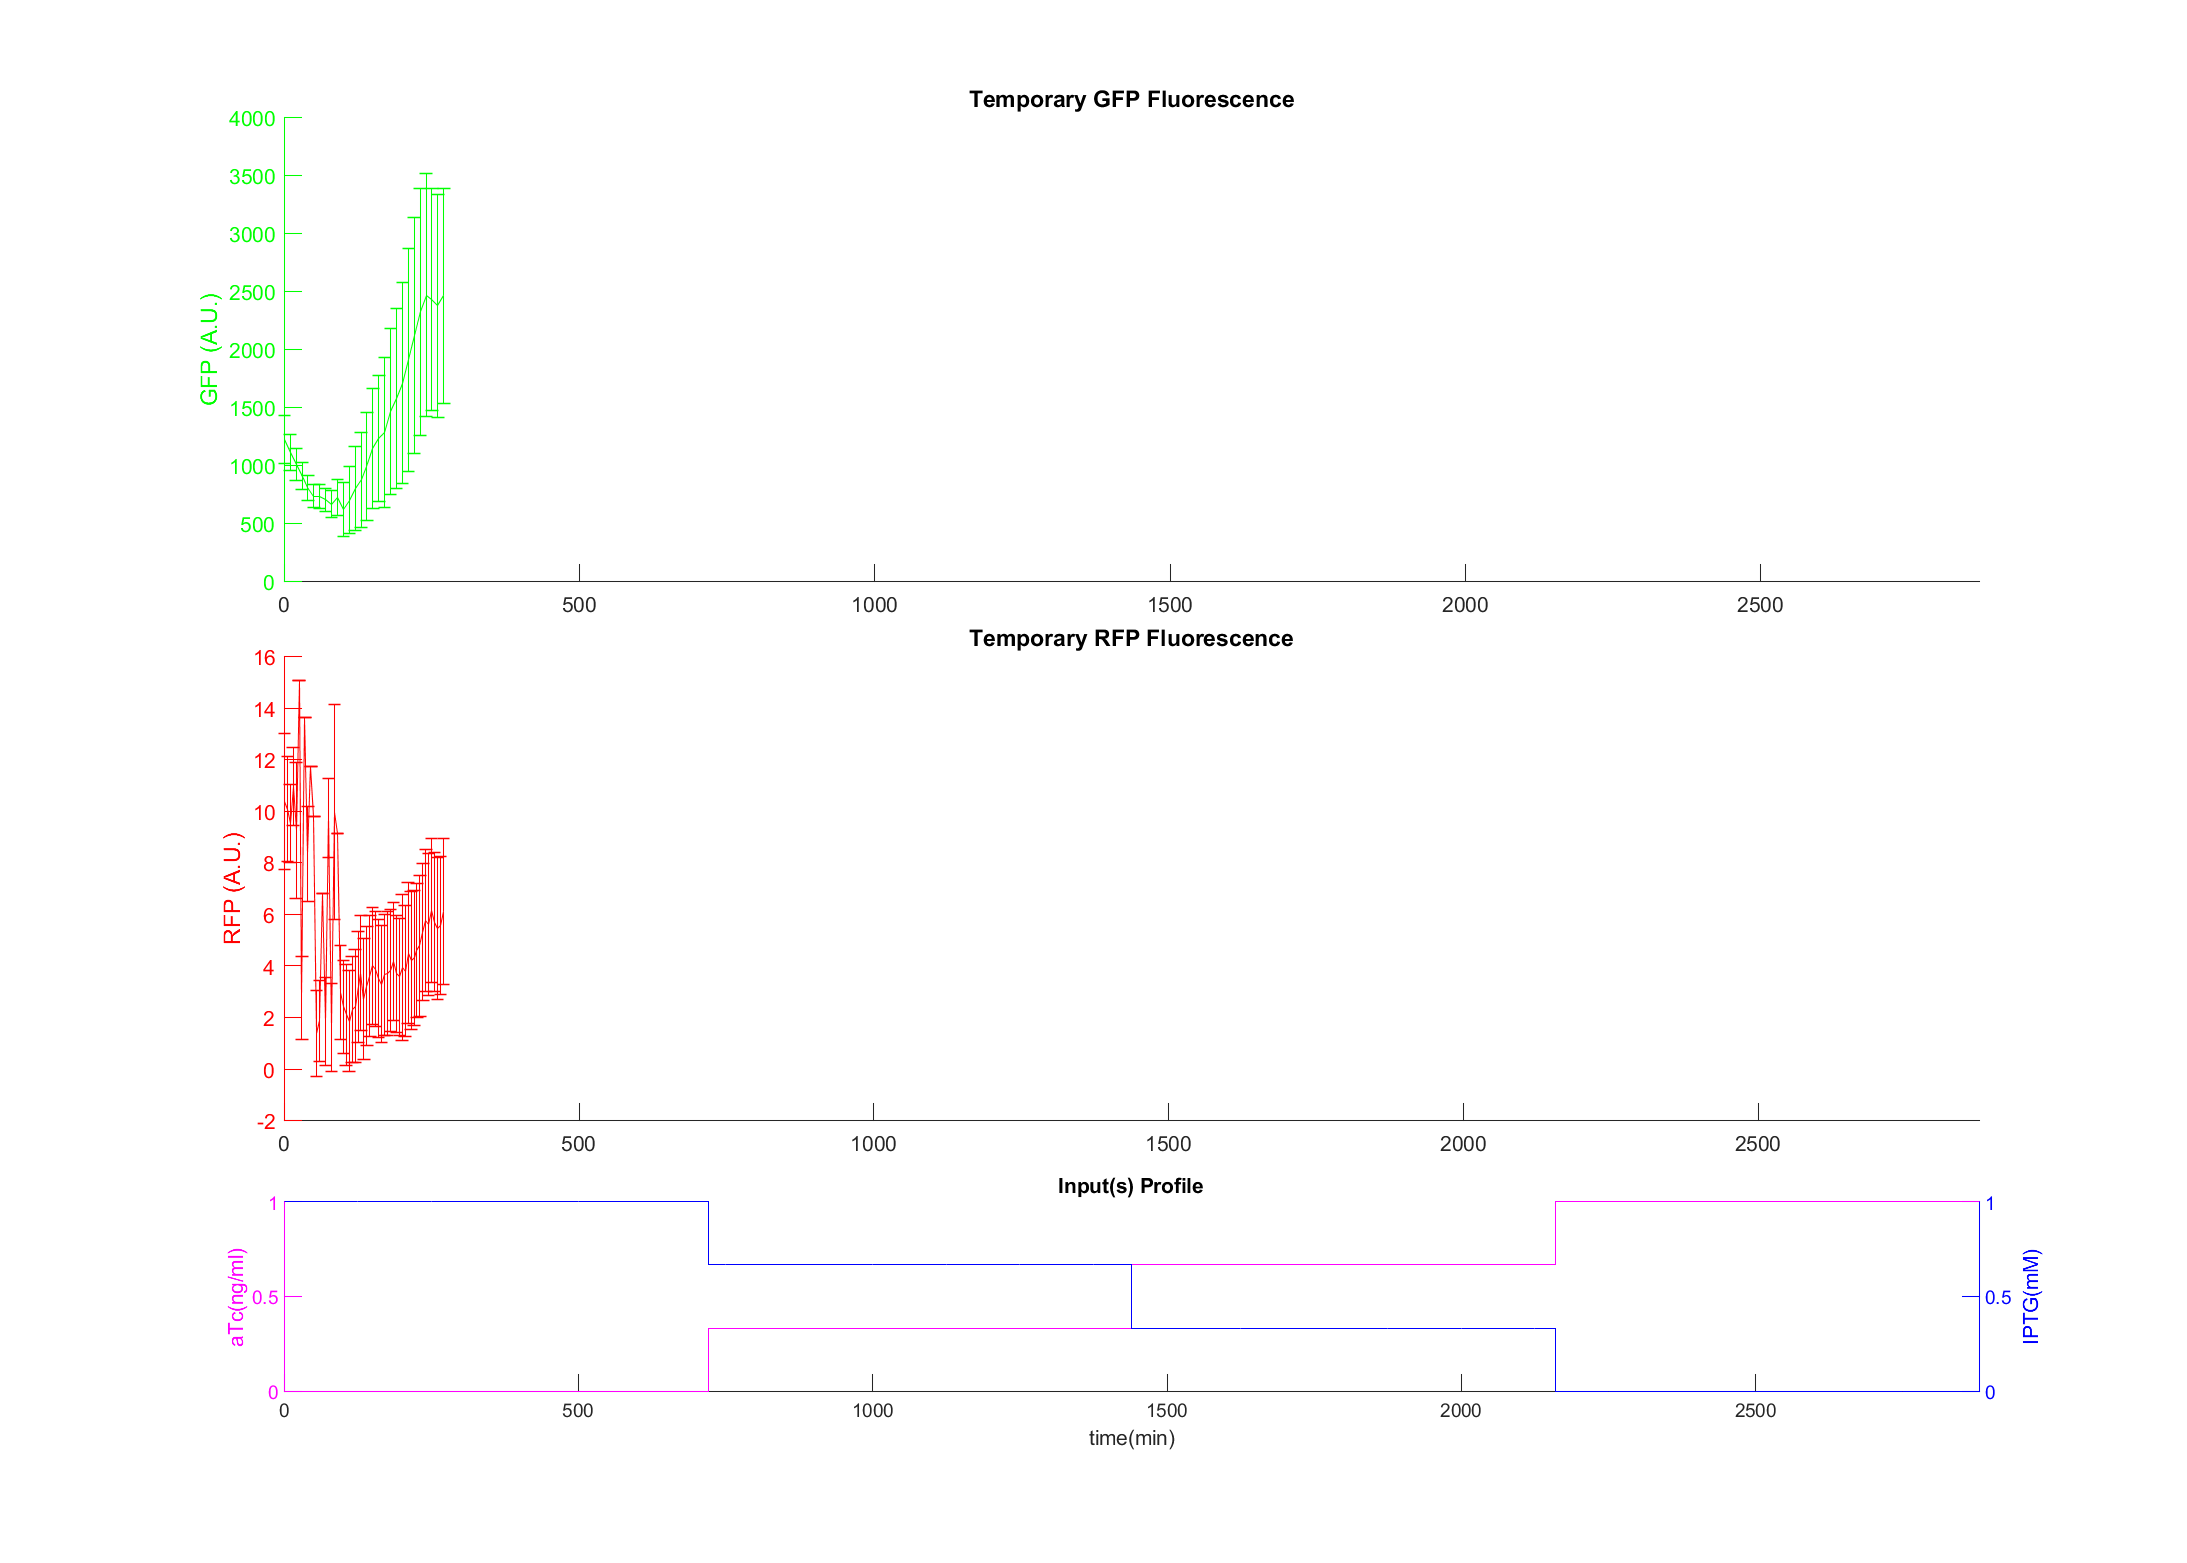 Temporary GFP Fluorescence
4000
3500
3000
2500
2000
1500
1000
500
0
GFP (A.U.)
0 500 1000 1500 2000 2500
Temporary RFP Fluorescence
16
14
12
10
8
6
4
2
0
-2
RFP (A.U.)
0 500 1000 1500 2000 2500
Input(s) Profile
1
0.5
0
aTc(ng/ml)
1
0.5
0
IPTG(mM)
0 500 1000 1500 2000 2500
time(min)